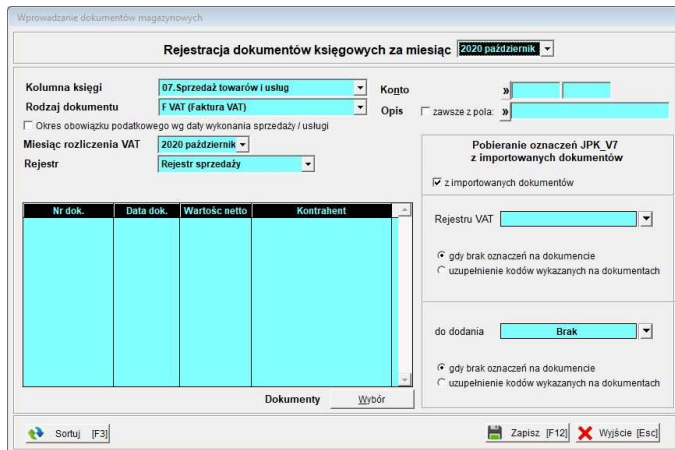 Wprowadzanie dokumentów magazynowych
Rejestracja dokumentów księgowych za miesiąc 2020 październik
Kolumna księgi 07.Sprzedaż towarów i usług Konto »
Rodzaj dokumentu F VAT (Faktura VAT) Opis zawsze z pola: »
Okres obowiązku podatkowego wg daty wykonania sprzedaży / usługi
Miesiąc rozliczenia VAT 2020 październik
Rejestr Rejestr sprzedaży
Pobieranie oznaczeń JPK_V7
z importowanych dokumentów
z importowanych dokumentów
Nr dok. Data dok. Wartośc netto Kontrahent
Rejestru VAT
gdy brak oznaczeń na dokumencie
uzupełnienie kodów wykazanych na dokumentach
do dodania Brak
gdy brak oznaczeń na dokumencie
uzupełnienie kodów wykazanych na dokumentach
Dokumenty Wybór
Sortuj [F3] Zapisz [F12] Wyjście [Esc]